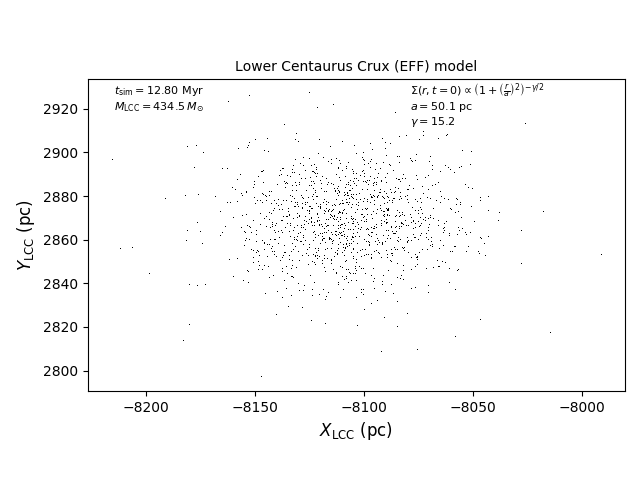 Lower Centaurus Crux (EFF) model
t_sim = 12.80 Myr
M_LCC = 434.5 M_⊙
Σ(r, t = 0) ∝ (1 + (r/a)^2)^{−γ/2}
a = 50.1 pc
γ = 15.2
Y_LCC (pc)
2920
2900
2880
2860
2840
2820
2800
−8200 −8150 −8100 −8050 −8000
X_LCC (pc)